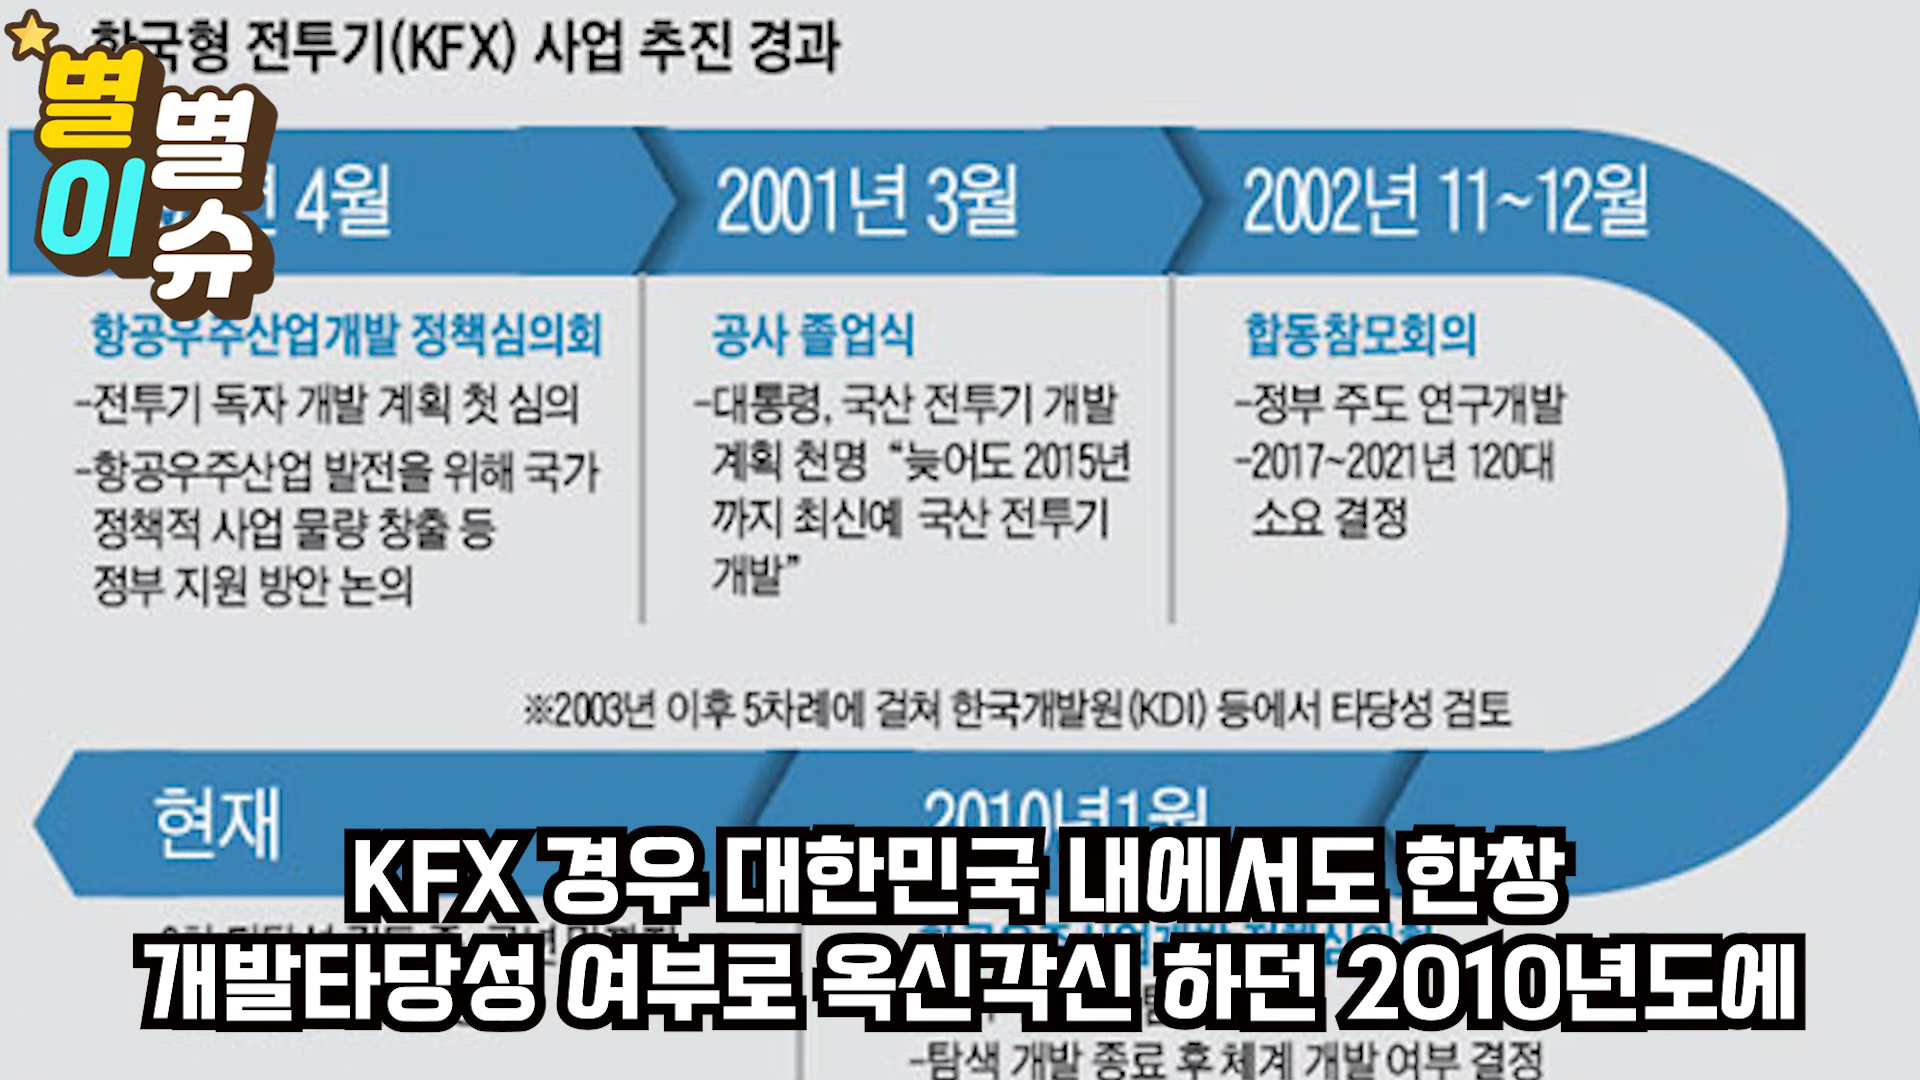 한국형 전투기(KFX) 사업 추진 경과
별별
이슈
4월
2001년 3월
2002년 11~12월
항공우주산업개발 정책심의회
-전투기 독자 개발 계획 첫 심의
-항공우주산업 발전을 위해 국가
정책적 사업 물량 창출 등
정부 지원 방안 논의
공사 졸업식
-대통령, 국산 전투기 개발
계획 천명 “늦어도 2015년
까지 최신예 국산 전투기
개발”
합동참모회의
-정부 주도 연구개발
-2017~2021년 120대
소요 결정
※2003년 이후 5차례에 걸쳐 한국개발원(KDI) 등에서 타당성 검토
현재
2010년 1월
KFX 경우 대한민국 내에서도 한창
개발타당성 여부로 옥신각신 하던 2010년도에
-탐색 개발 종료 후 체계 개발 여부 결정